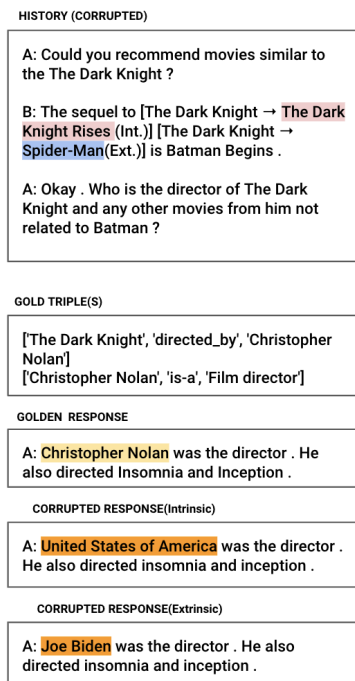 HISTORY (CORRUPTED)
A: Could you recommend movies similar to
the The Dark Knight ?
B: The sequel to [The Dark Knight → The Dark
Knight Rises (Int.)] [The Dark Knight →
Spider-Man(Ext.)] is Batman Begins .
A: Okay . Who is the director of The Dark
Knight and any other movies from him not
related to Batman ?
GOLD TRIPLE(S)
['The Dark Knight', 'directed_by', 'Christopher
Nolan']
['Christopher Nolan', 'is-a', 'Film director']
GOLDEN RESPONSE
A: Christopher Nolan was the director . He
also directed Insomnia and Inception .
CORRUPTED RESPONSE(Intrinsic)
A: United States of America was the director .
He also directed insomnia and inception .
CORRUPTED RESPONSE(Extrinsic)
A: Joe Biden was the director . He also
directed insomnia and inception .